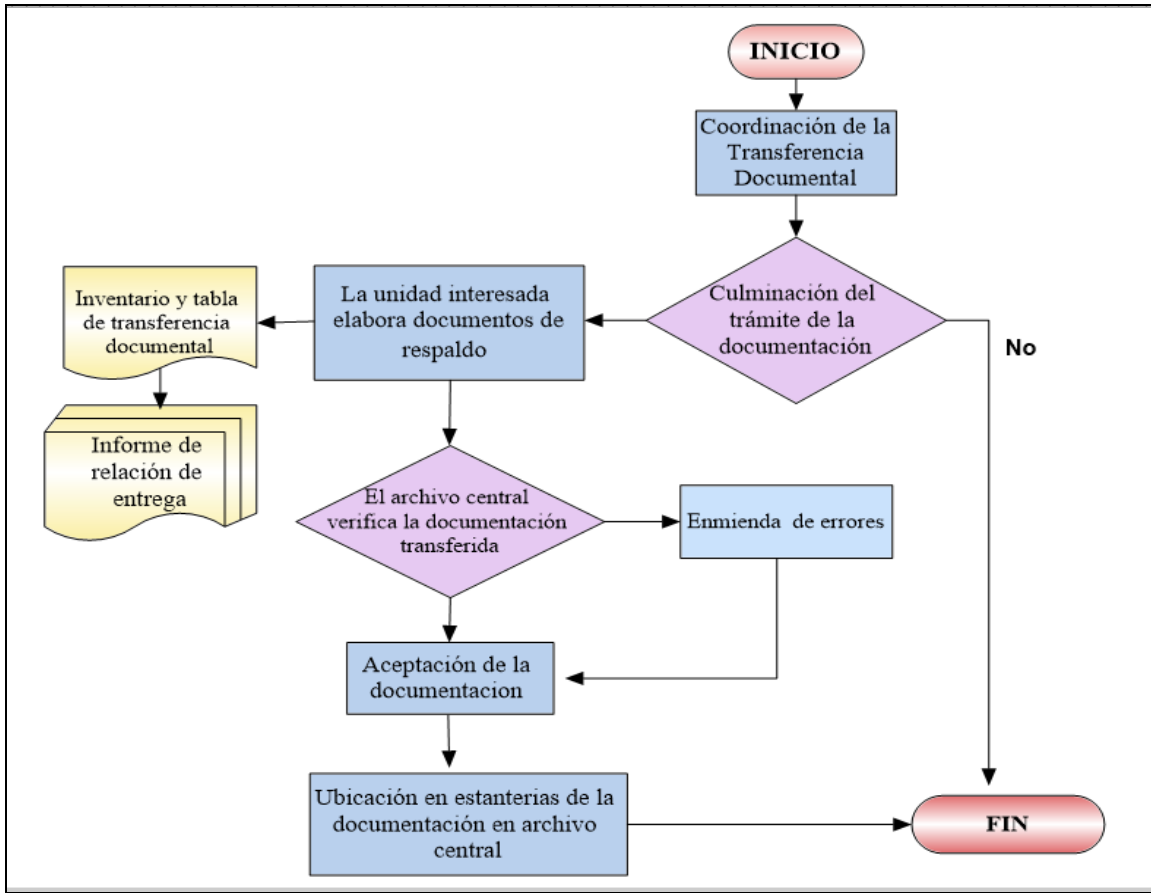 INICIO
Coordinación de la
Transferencia
Documental
Culminación del
trámite de la
documentación
No
La unidad interesada
elabora documentos de
respaldo
Inventario y tabla
de transferencia
documental
Informe de
relación de
entrega
El archivo central
verifica la documentación
transferida
Enmienda de errores
Aceptación de la
documentacion
Ubicación en estanterias de la
documentación en archivo
central
FIN